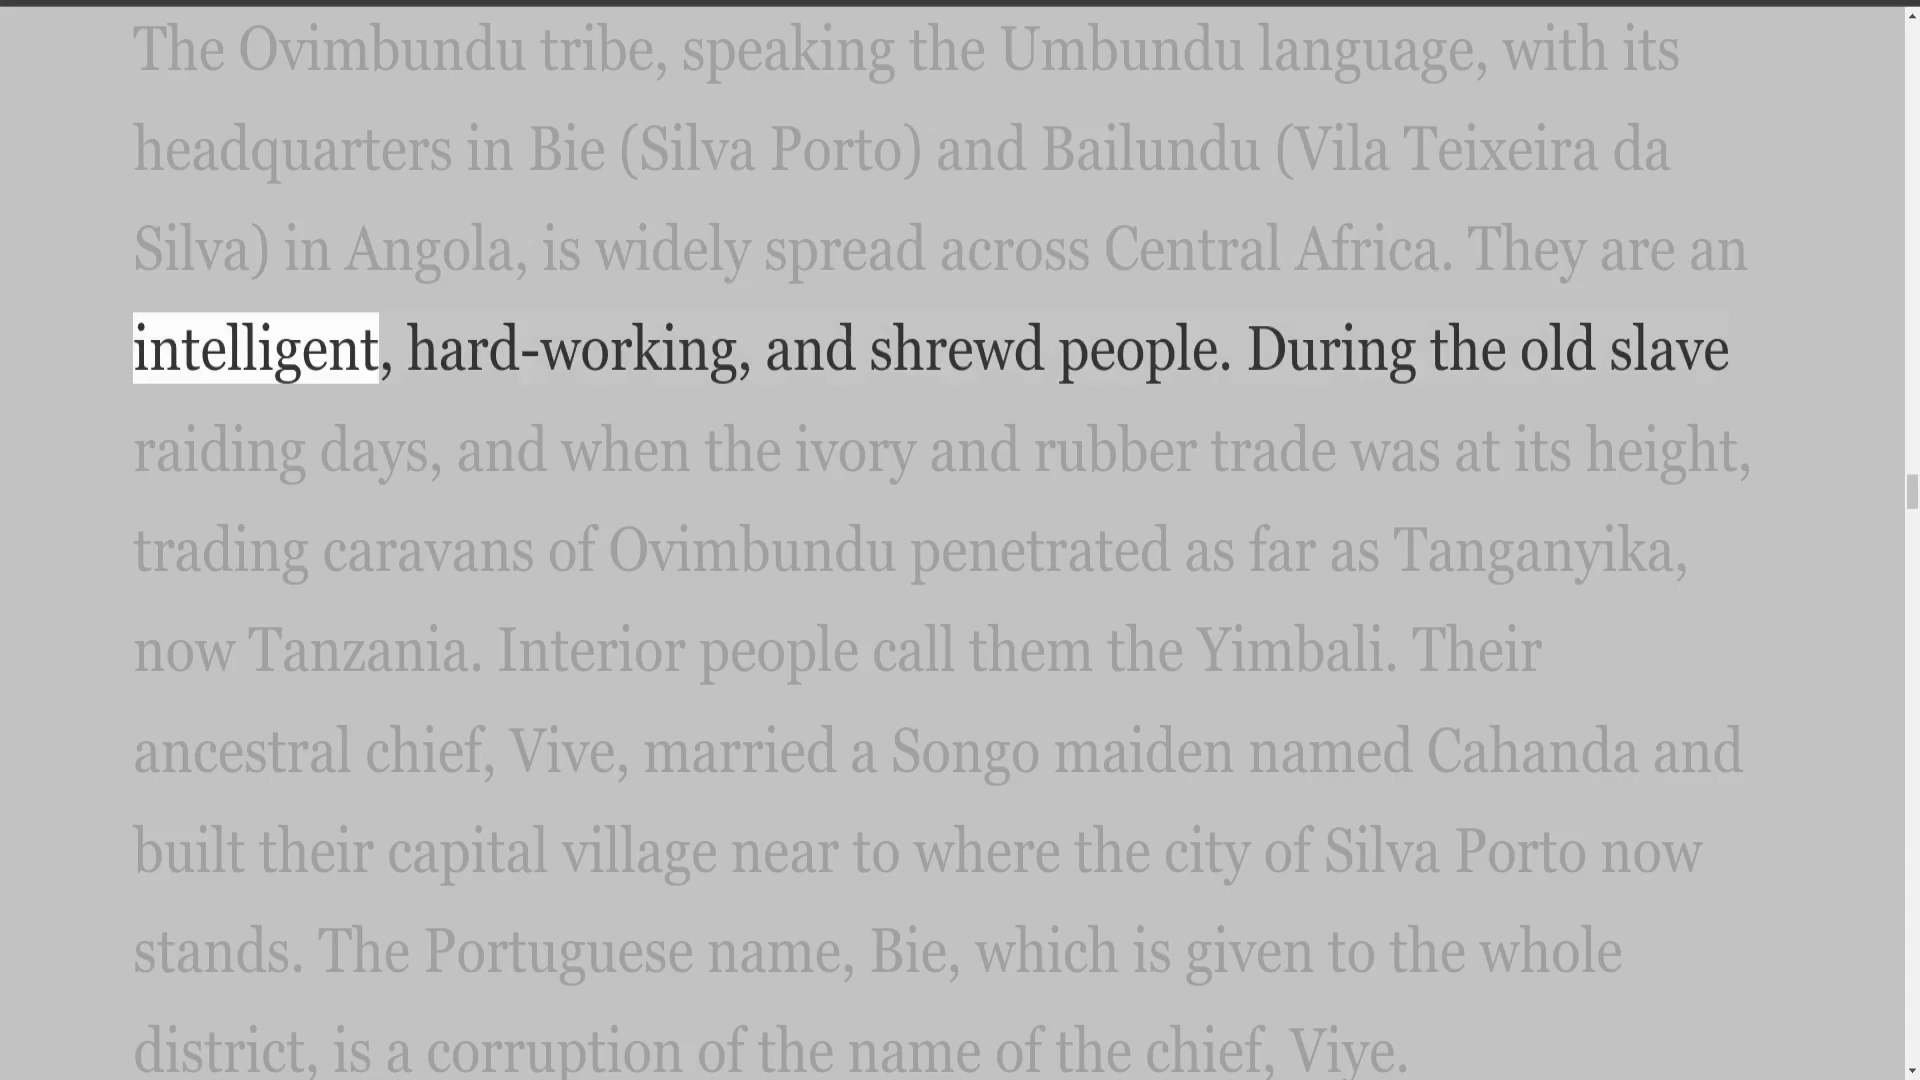 The Ovimbundu tribe, speaking the Umbundu language, with its
headquarters in Bie (Silva Porto) and Bailundu (Vila Teixeira da
Silva) in Angola, is widely spread across Central Africa. They are an
intelligent, hard-working, and shrewd people. During the old slave
raiding days, and when the ivory and rubber trade was at its height,
trading caravans of Ovimbundu penetrated as far as Tanganyika,
now Tanzania. Interior people call them the Yimbali. Their
ancestral chief, Vive, married a Songo maiden named Cahanda and
built their capital village near to where the city of Silva Porto now
stands. The Portuguese name, Bie, which is given to the whole
district, is a corruption of the name of the chief, Viye.